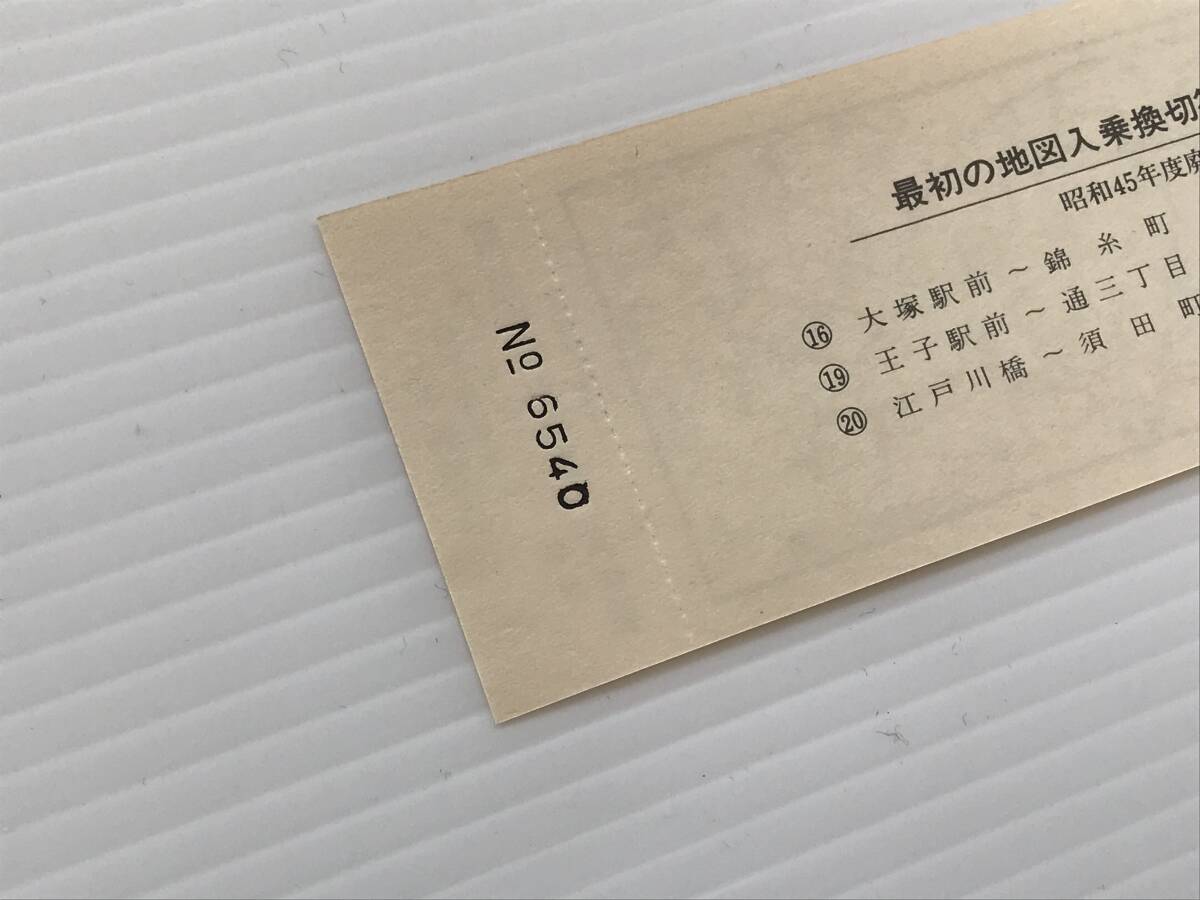 最初の地図入乗換切
昭和45年度廃
⑯ 大塚駅前～錦糸町
⑲ 王子駅前～通三丁目
⑳ 江戸川橋～須田町
№ 6540